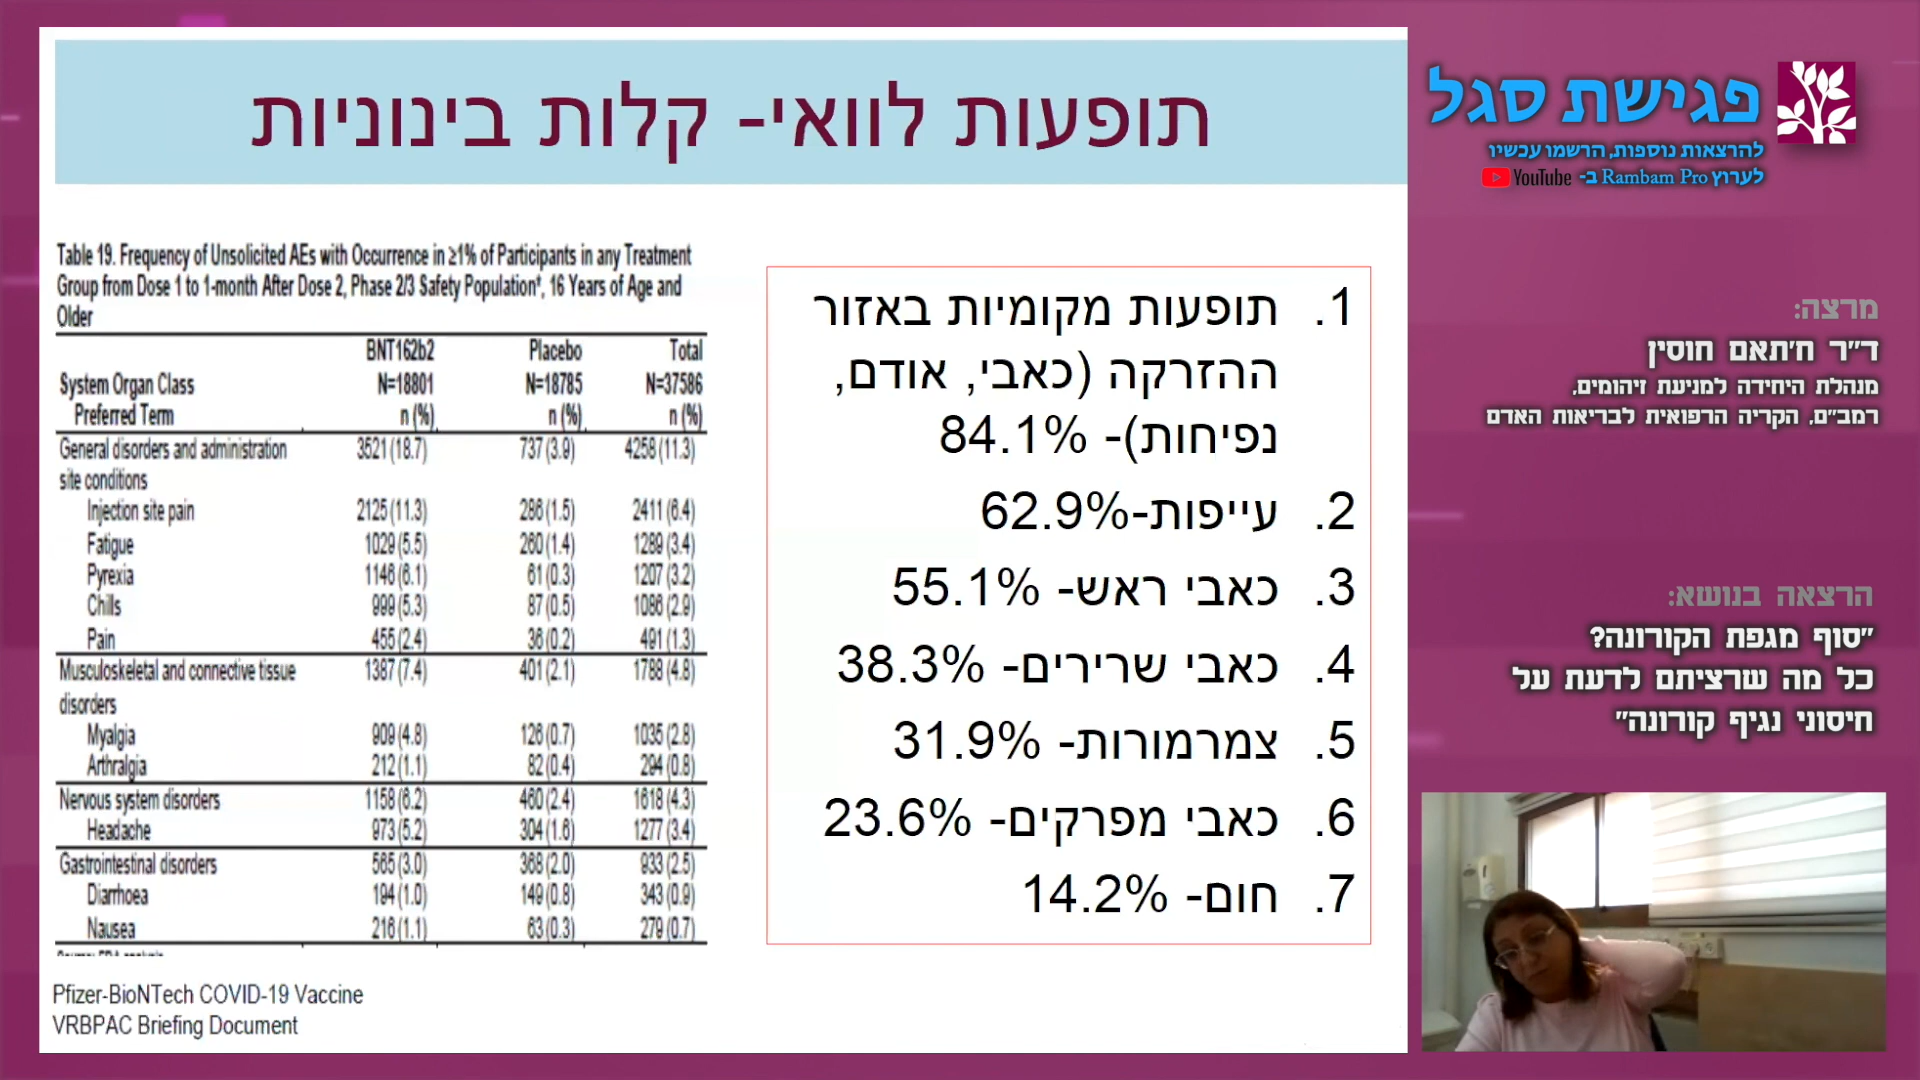 תופעות לוואי- קלות בינוניות
Table 19. Frequency of Unsolicited AEs with Occurrence in ≥1% of Participants in any Treatment
Group from Dose 1 to 1-month After Dose 2, Phase 2/3 Safety Population*, 16 Years of Age and
Older
BNT162b2 Placebo Total
System Organ Class N=18801 N=18785 N=37586
Preferred Term n (%) n (%) n (%)
General disorders and administration 3521 (18.7) 737 (3.9) 4258 (11.3)
site conditions
Injection site pain 2125 (11.3) 286 (1.5) 2411 (6.4)
Fatigue 1029 (5.5) 260 (1.4) 1289 (3.4)
Pyrexia 1146 (6.1) 61 (0.3) 1207 (3.2)
Chills 999 (5.3) 87 (0.5) 1086 (2.9)
Pain 455 (2.4) 36 (0.2) 491 (1.3)
Musculoskeletal and connective tissue 1387 (7.4) 401 (2.1) 1788 (4.8)
disorders
Myalgia 909 (4.8) 126 (0.7) 1035 (2.8)
Arthralgia 212 (1.1) 82 (0.4) 294 (0.8)
Nervous system disorders 1158 (6.2) 460 (2.4) 1618 (4.3)
Headache 973 (5.2) 304 (1.6) 1277 (3.4)
Gastrointestinal disorders 565 (3.0) 368 (2.0) 933 (2.5)
Diarrhoea 194 (1.0) 149 (0.8) 343 (0.9)
Nausea 216 (1.1) 63 (0.3) 279 (0.7)
Pfizer-BioNTech COVID-19 Vaccine
VRBPAC Briefing Document
1. תופעות מקומיות באזור
ההזרקה (כאבי, אודם,
נפיחות)- 84.1%
2. עייפות-62.9%
3. כאבי ראש- 55.1%
4. כאבי שרירים- 38.3%
5. צמרמורות- 31.9%
6. כאבי מפרקים- 23.6%
7. חום- 14.2%
פגישת סגל
להרצאות נוספות, הרשמו עכשיו
לערוץ Rambam Pro ב- YouTube
מרצה:
ד"ר ח'תאם חוסין
מנהלת היחידה למניעת זיהומים,
רמב"ם, הקריה הרפואית לבריאות האדם
הרצאה בנושא:
"סוף מגפת הקורונה?
כל מה שרציתם לדעת על
חיסוני נגיף קורונה"